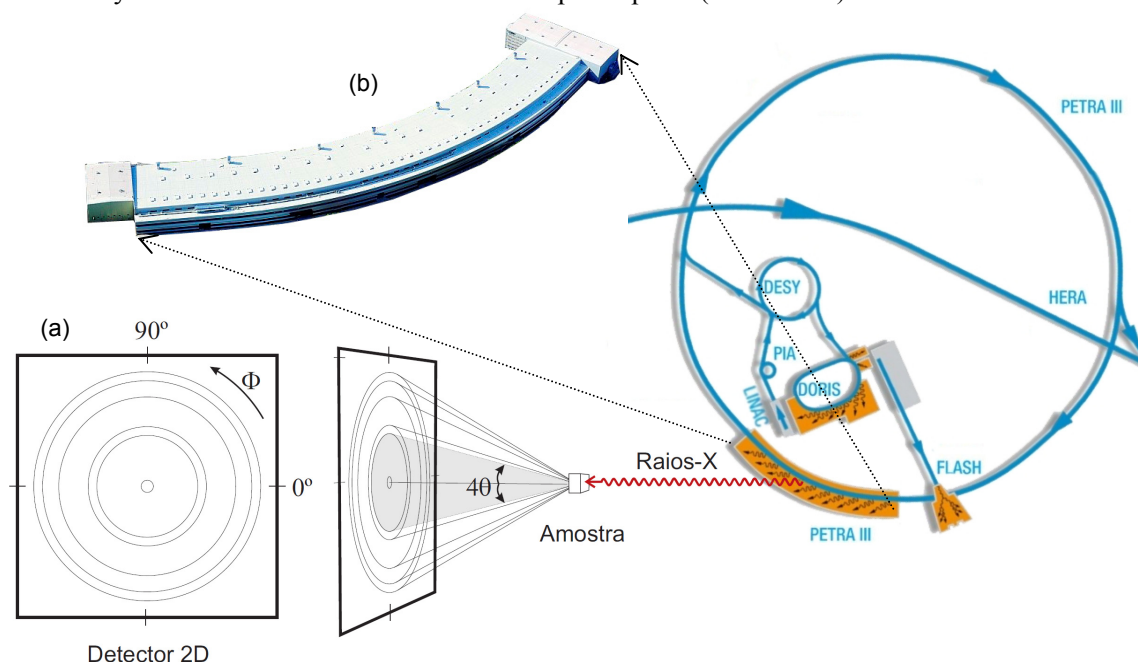 (b)
PETRA III
DESY
HERA
PIA
DORIS
LINAC
(a)
90º
Φ
0º
4θ
Raios-X
FLASH
Amostra
PETRA III
Detector 2D